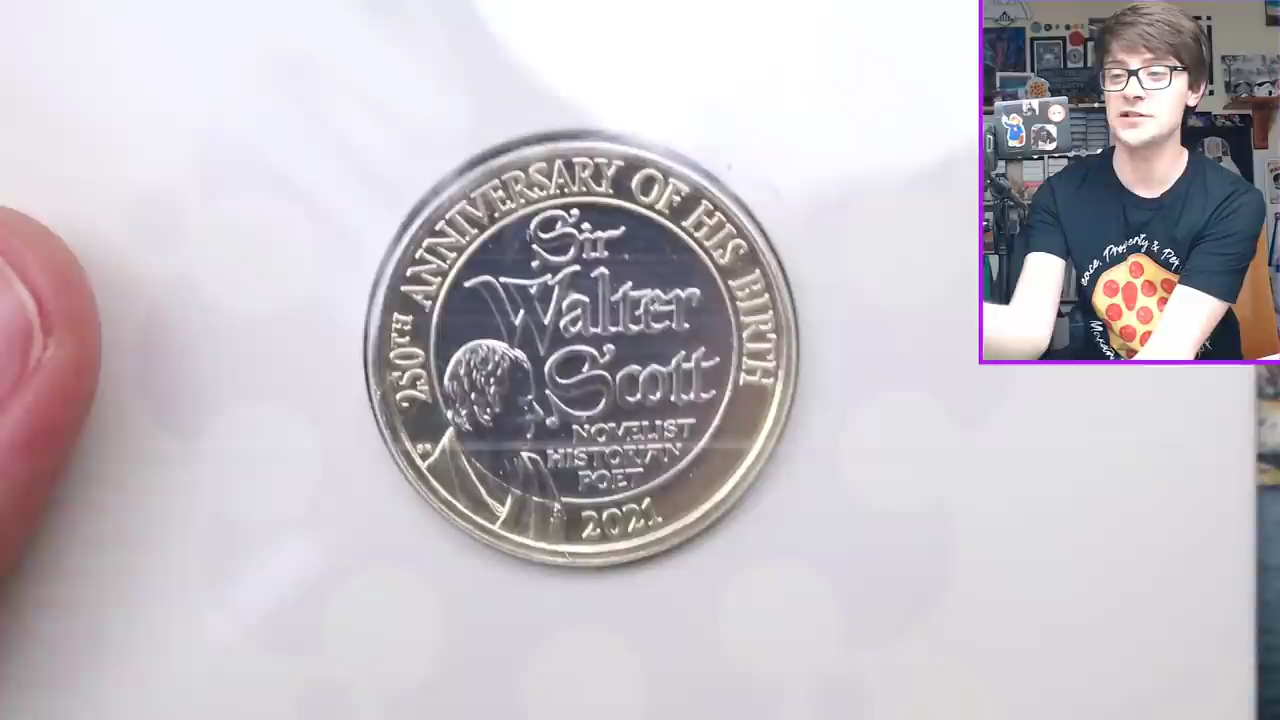 250TH ANNIVERSARY OF HIS BIRTH
Sir
Walter
Scott
NOVELIST
HISTORIAN
POET
2021